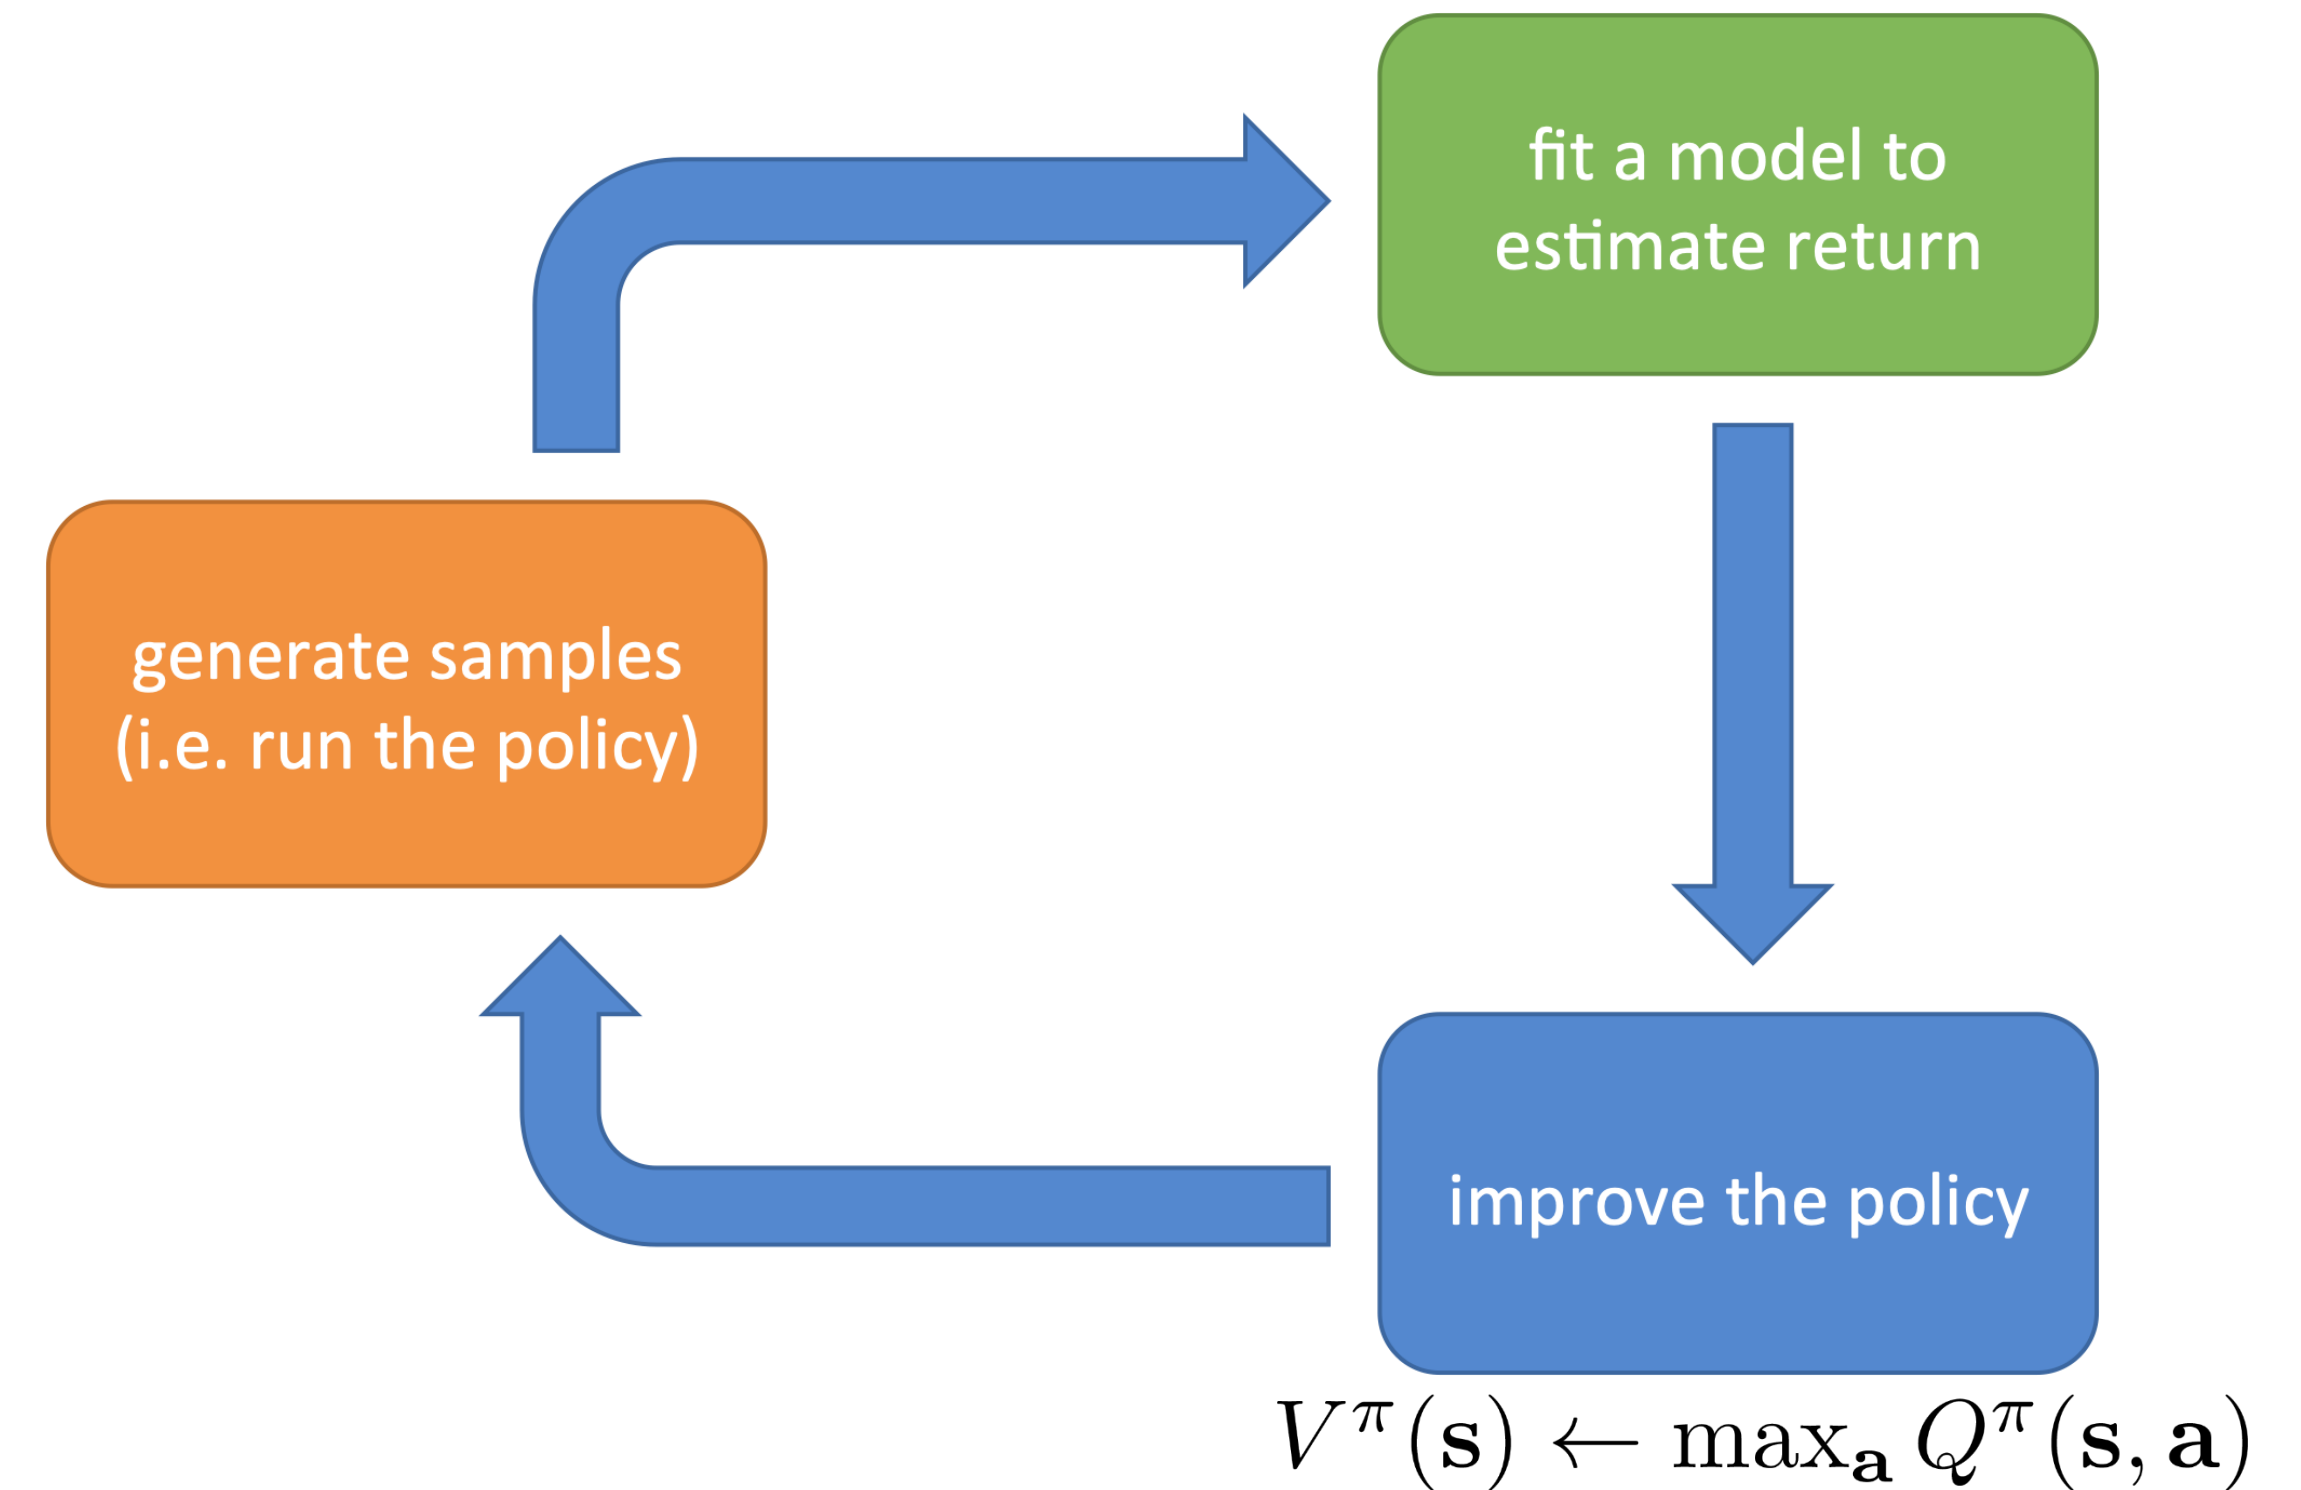 fit a model to
estimate return
generate samples
(i.e. run the policy)
improve the policy
V^π(s) ← max_a Q^π(s, a)